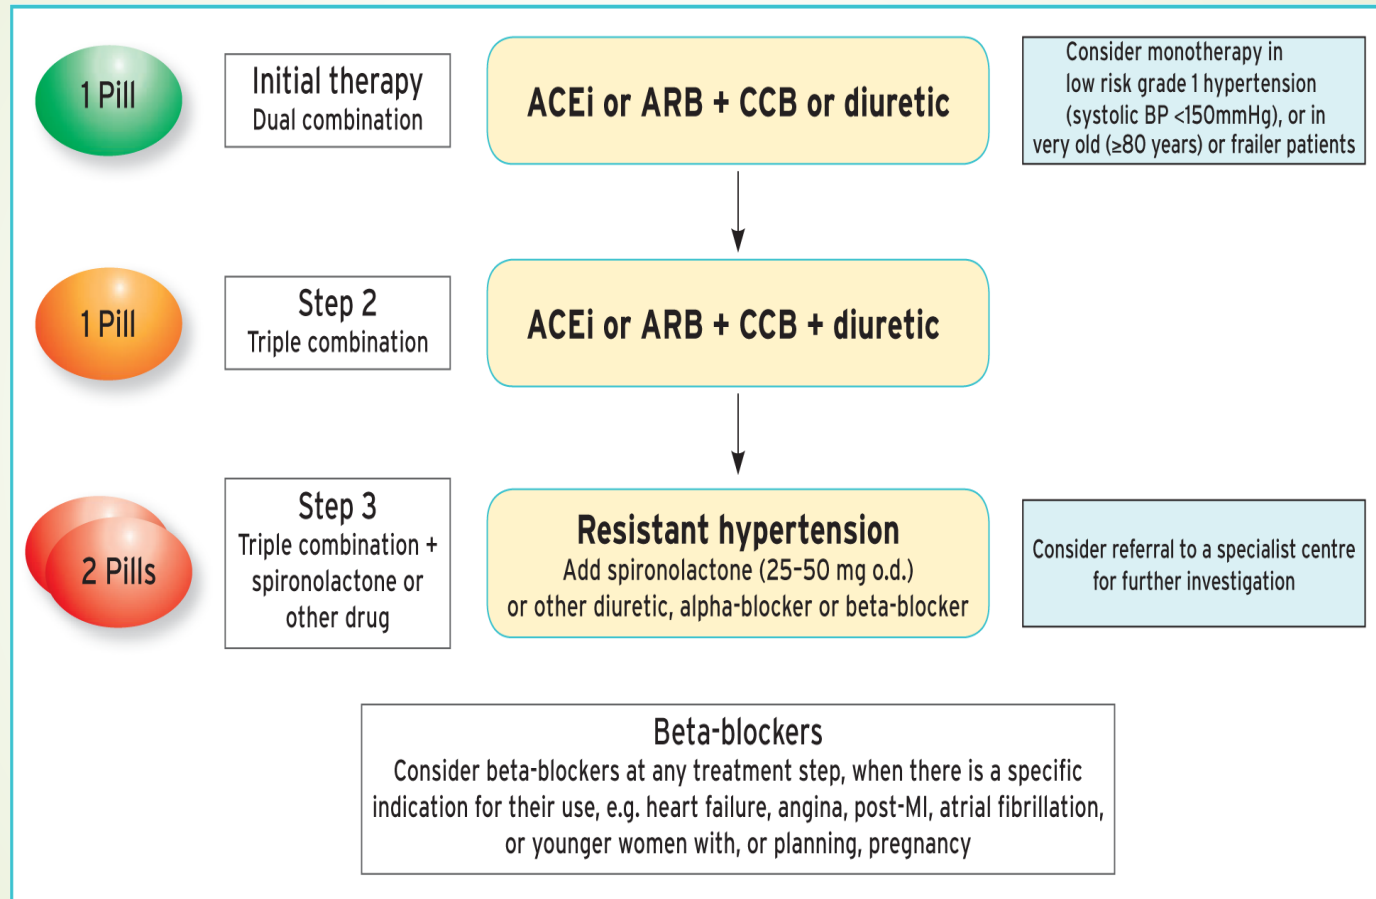 1 Pill
Initial therapy
Dual combination
ACEi or ARB + CCB or diuretic
Consider monotherapy in
low risk grade 1 hypertension
(systolic BP <150mmHg), or in
very old (≥80 years) or frailer patients
1 Pill
Step 2
Triple combination
ACEi or ARB + CCB + diuretic
2 Pills
Step 3
Triple combination +
spironolactone or
other drug
Resistant hypertension
Add spironolactone (25-50 mg o.d.)
or other diuretic, alpha-blocker or beta-blocker
Consider referral to a specialist centre
for further investigation
Beta-blockers
Consider beta-blockers at any treatment step, when there is a specific
indication for their use, e.g. heart failure, angina, post-MI, atrial fibrillation,
or younger women with, or planning, pregnancy